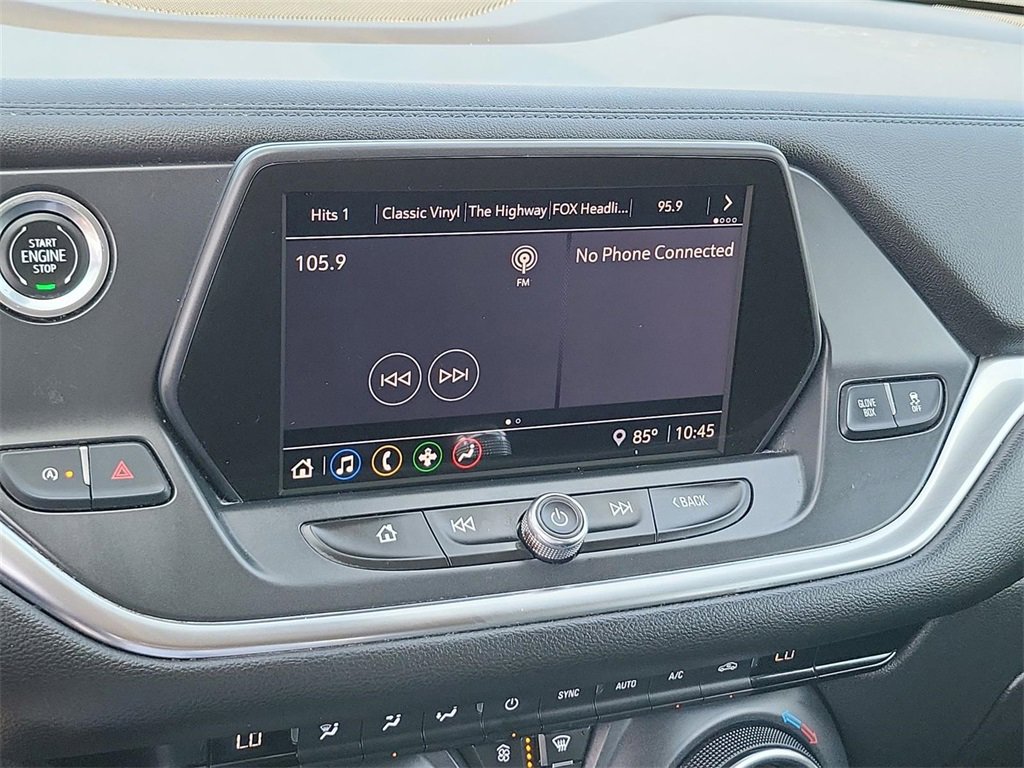 Hits 1 Classic Vinyl The Highway FOX Headli... 95.9
105.9
FM
No Phone Connected
85° 10:45
START
ENGINE
STOP
GLOVE
BOX
OFF
BACK
SYNC AUTO A/C LO
LO